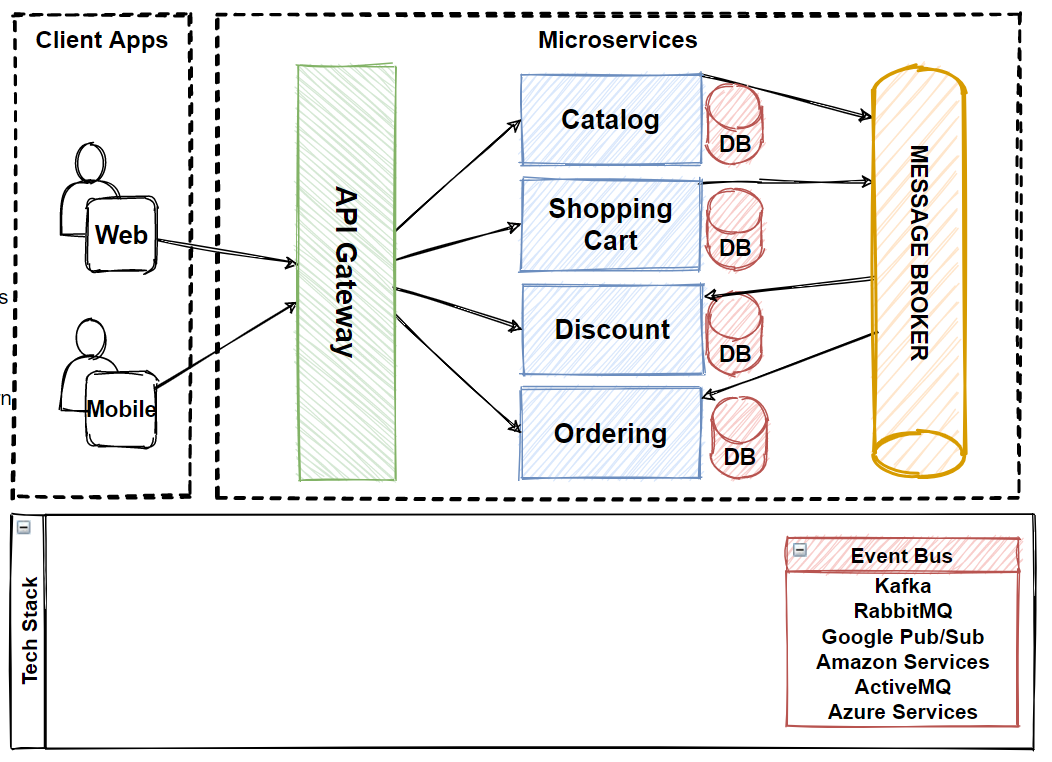 Client Apps
Microservices
Web
Mobile
API Gateway
Catalog
DB
Shopping
Cart
DB
Discount
DB
Ordering
DB
MESSAGE BROKER
s
n
Tech Stack
Event Bus
Kafka
RabbitMQ
Google Pub/Sub
Amazon Services
ActiveMQ
Azure Services